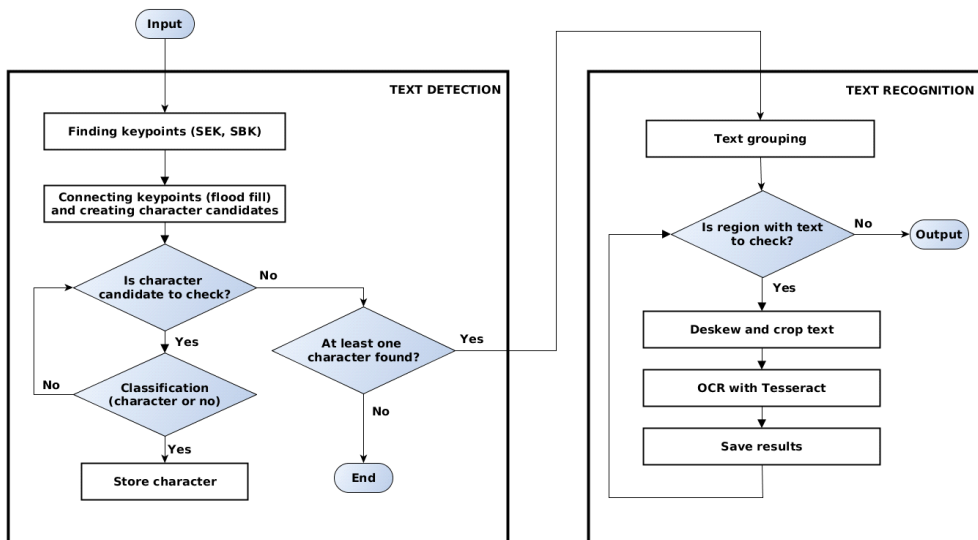 Input
TEXT DETECTION
Finding keypoints (SEK, SBK)
Connecting keypoints (flood fill)
and creating character candidates
Is character
candidate to check?
No
Yes
Classification
(character or no)
No
Yes
Store character
At least one
character found?
Yes
No
End
TEXT RECOGNITION
Text grouping
Is region with text
to check?
No
Output
Yes
Deskew and crop text
OCR with Tesseract
Save results